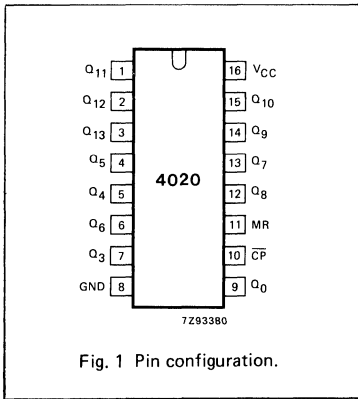 Q11 1 16 VCC
Q12 2 15 Q10
Q13 3 14 Q9
Q5 4 13 Q7
4020
Q4 5 12 Q8
Q6 6 11 MR
Q3 7 10 C̅P̅
GND 8 9 Q0
7Z93380
Fig. 1 Pin configuration.